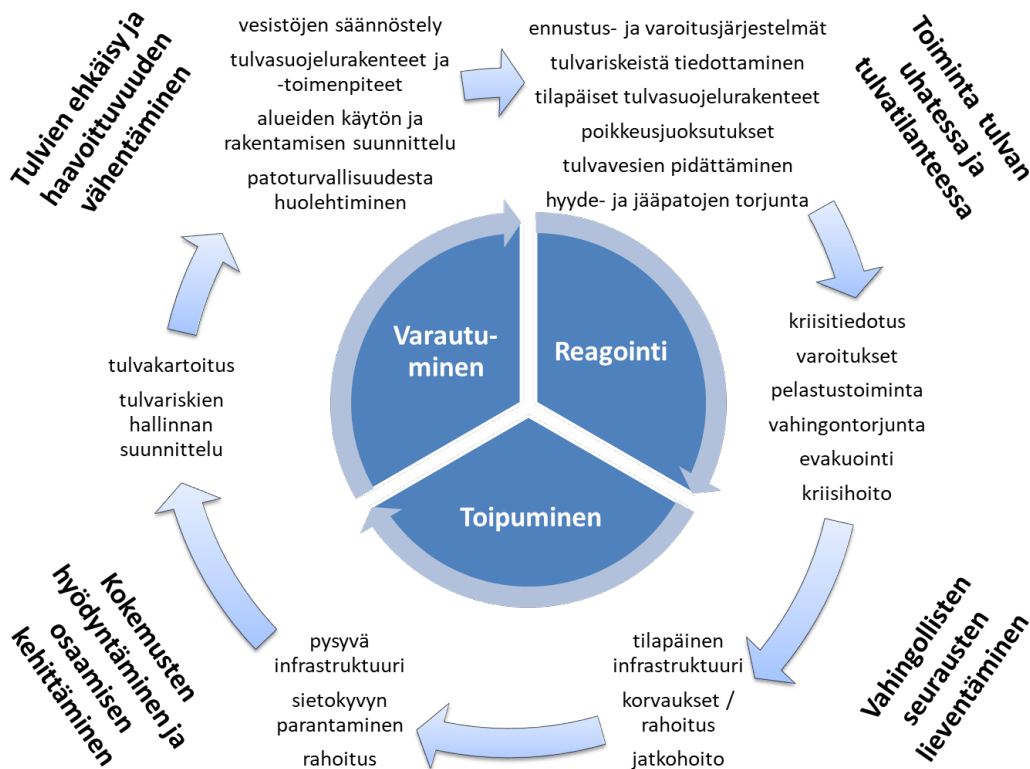 Tulvien ehkäisy ja
haavoittuvuuden
vähentäminen
vesistöjen säännöstely
tulvasuojelurakenteet ja
-toimenpiteet
alueiden käytön ja
rakentamisen suunnittelu
patoturvallisuudesta
huolehtiminen
ennustus- ja varoitusjärjestelmät
tulvariskeistä tiedottaminen
tilapäiset tulvasuojelurakenteet
poikkeusjuoksutukset
tulvavesien pidättäminen
hyyde- ja jääpatojen torjunta
Toiminta tulvan
uhatessa ja
tulvatilanteessa
Varautu-
minen
Reagointi
Toipuminen
kriisitiedotus
varoitukset
pelastustoiminta
vahingontorjunta
evakuointi
kriisihoito
Vahingollisten
seurausten
lieventäminen
tilapäinen
infrastruktuuri
korvaukset /
rahoitus
jatkohoito
pysyvä
infrastruktuuri
sietokyvyn
parantaminen
rahoitus
Kokemusten
hyödyntäminen ja
osaamisen
kehittäminen
tulvakartoitus
tulvariskien
hallinnan
suunnittelu